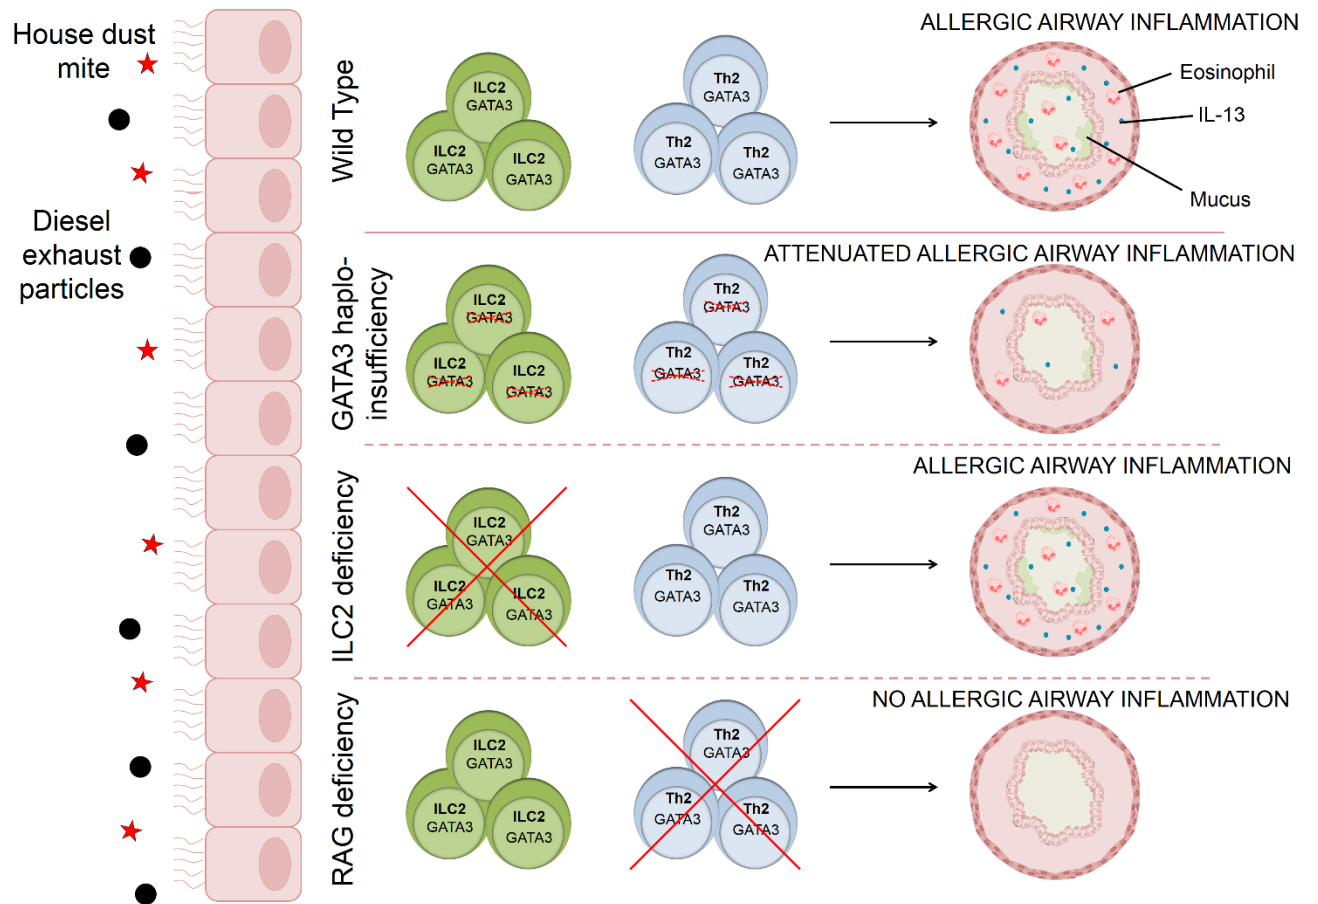 House dust
mite
Diesel
exhaust
particles
Wild Type
ILC2
GATA3
ILC2
GATA3
ILC2
GATA3
Th2
GATA3
Th2
GATA3
Th2
GATA3
ALLERGIC AIRWAY INFLAMMATION
Eosinophil
IL-13
Mucus
GATA3 haplo-
insufficiency
ILC2
GATA3
ILC2
GATA3
ILC2
GATA3
Th2
GATA3
Th2
GATA3
Th2
GATA3
ATTENUATED ALLERGIC AIRWAY INFLAMMATION
ILC2 deficiency
ILC2
GATA3
ILC2
GATA3
ILC2
GATA3
Th2
GATA3
Th2
GATA3
Th2
GATA3
ALLERGIC AIRWAY INFLAMMATION
RAG deficiency
ILC2
GATA3
ILC2
GATA3
ILC2
GATA3
Th2
GATA3
Th2
GATA3
Th2
GATA3
NO ALLERGIC AIRWAY INFLAMMATION